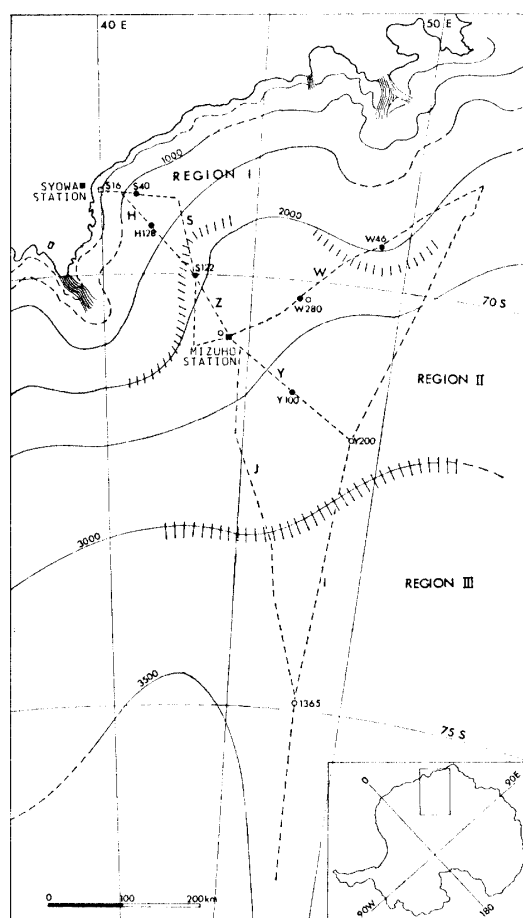 40 E
50 E
1000
SYOWA
STATION
S16
S40
REGION I
H
S
H128
2000
W46
S122
W
70 S
Z
W280
MIZUHO
STATION
Y
REGION II
Y100
Y200
J
3000
REGION III
3500
I365
75 S
0
90E
90W
180
0 100 200km